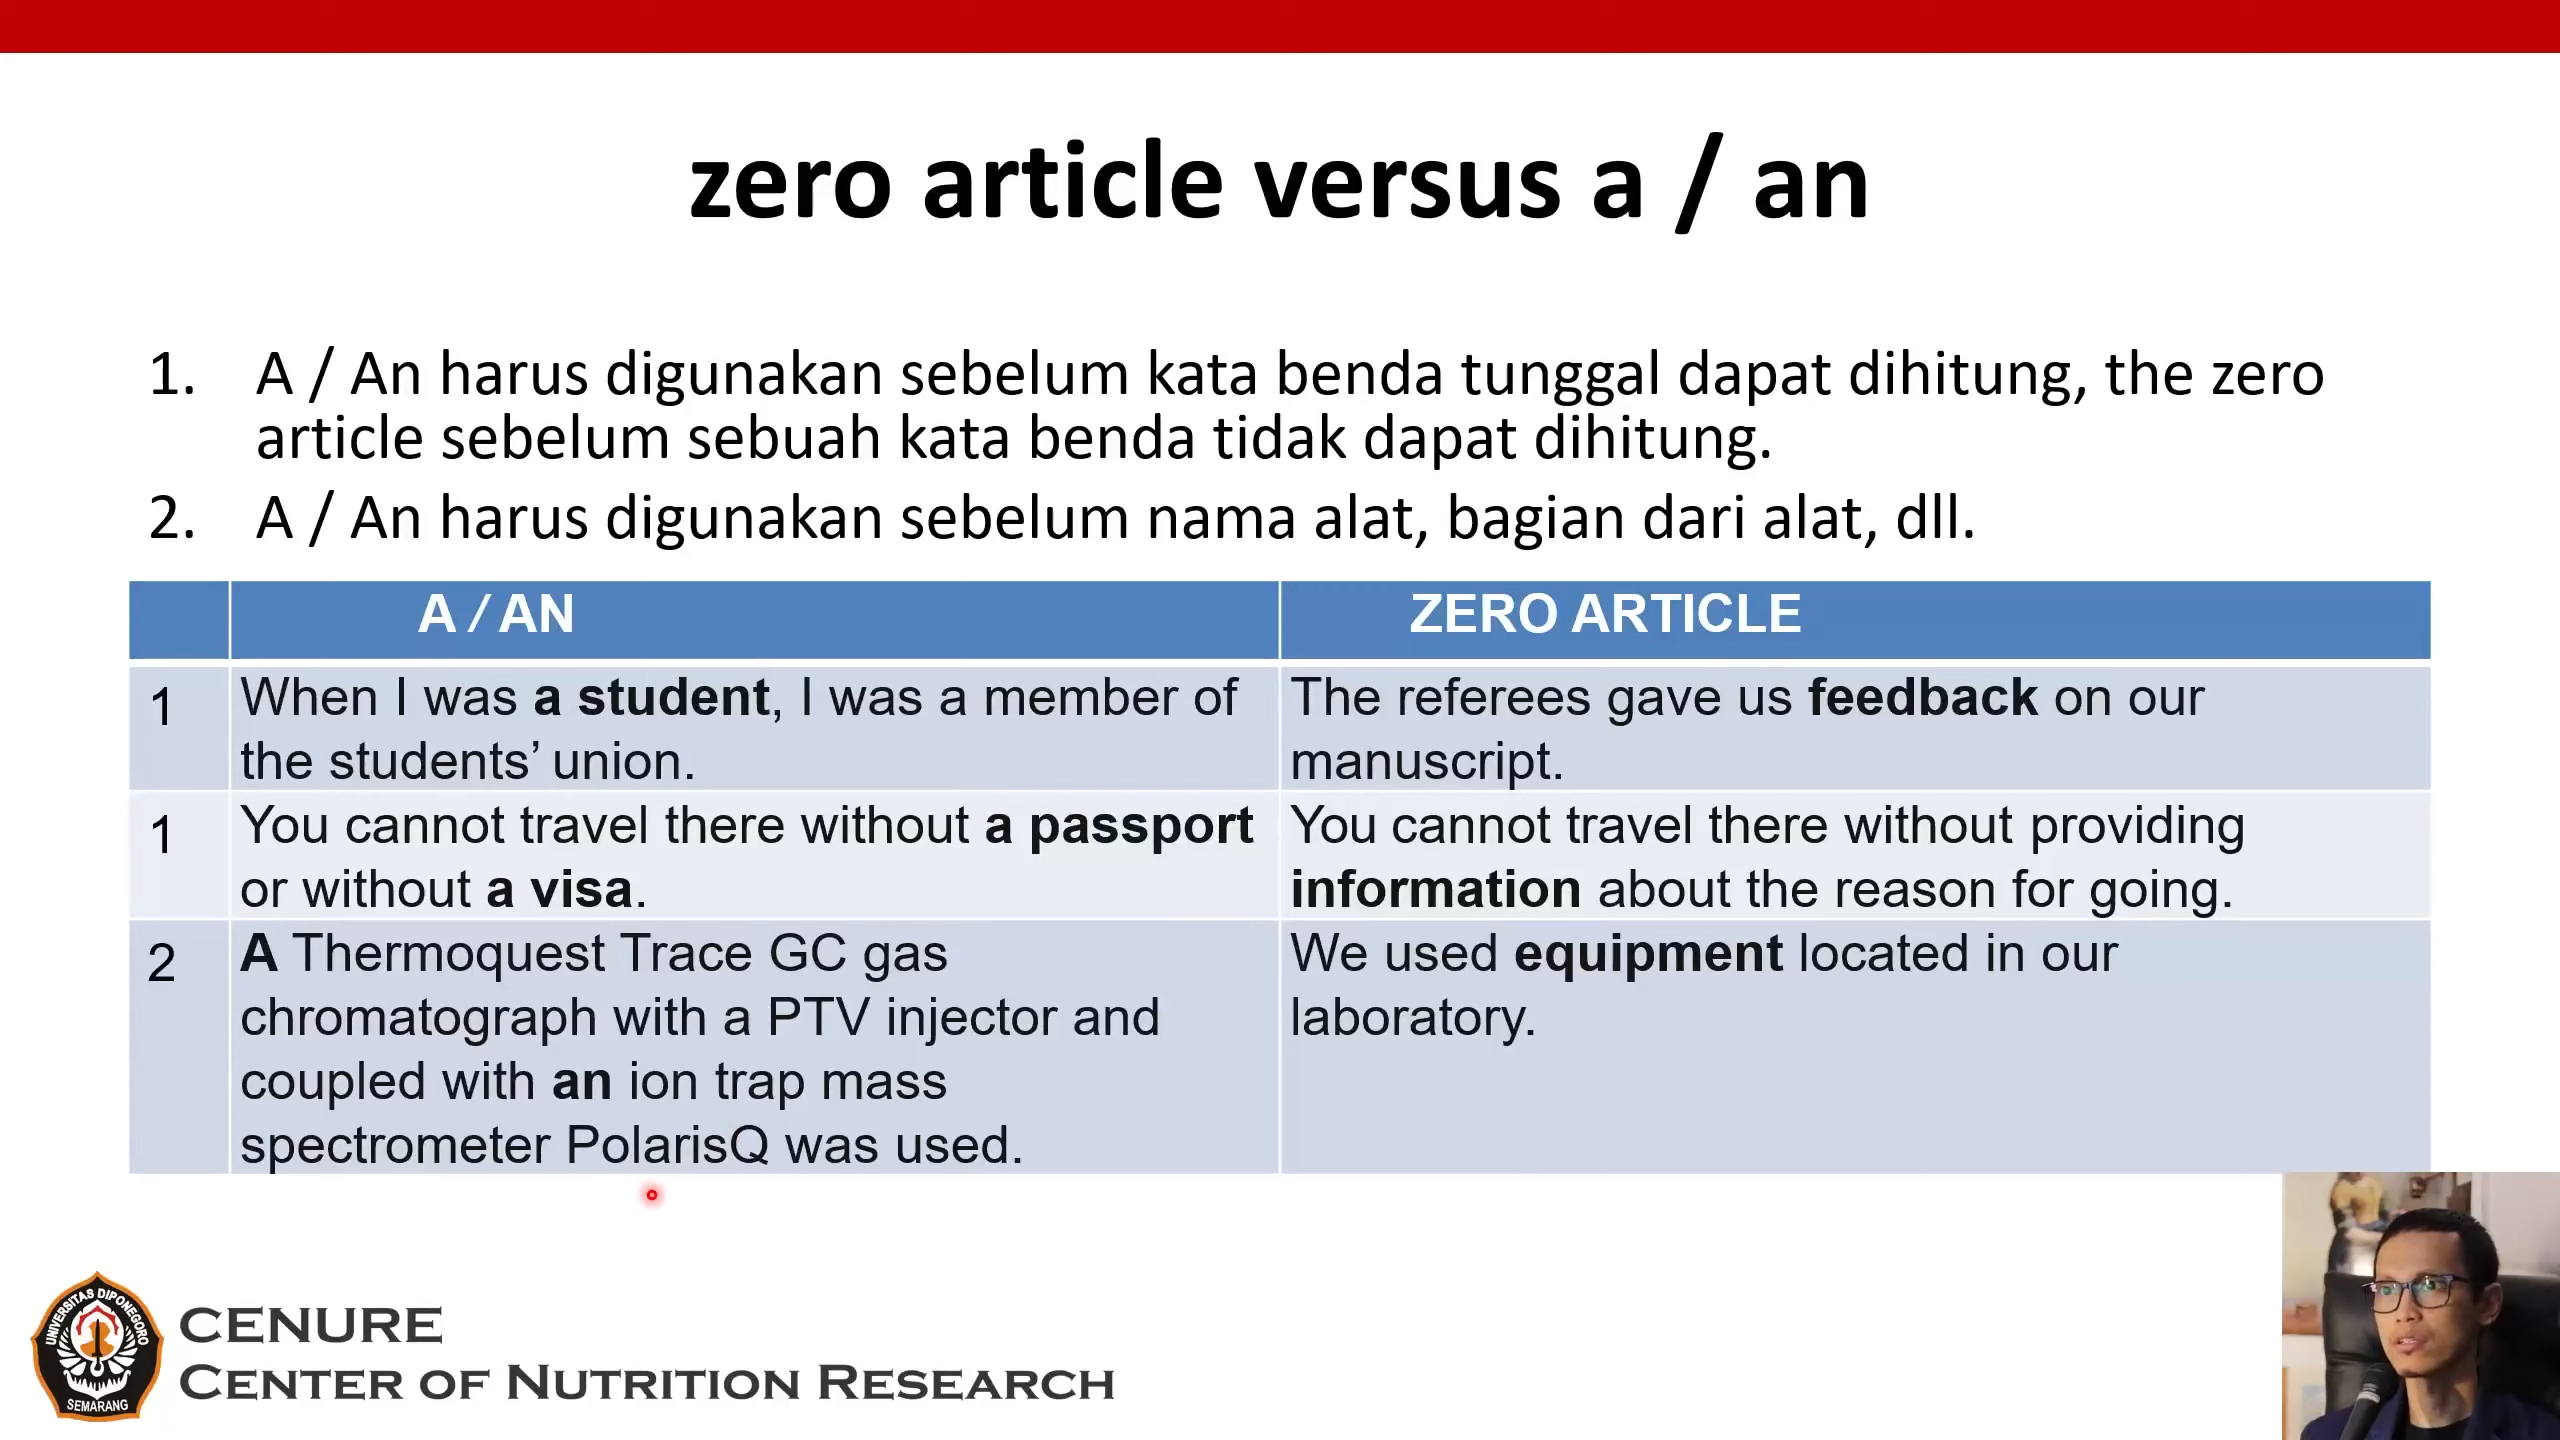 zero article versus a / an
1. A / An harus digunakan sebelum kata benda tunggal dapat dihitung, the zero
article sebelum sebuah kata benda tidak dapat dihitung.
2. A / An harus digunakan sebelum nama alat, bagian dari alat, dll.
A / AN
ZERO ARTICLE
1
When I was a student, I was a member of
the students’ union.
The referees gave us feedback on our
manuscript.
1
You cannot travel there without a passport
or without a visa.
You cannot travel there without providing
information about the reason for going.
2
A Thermoquest Trace GC gas
chromatograph with a PTV injector and
coupled with an ion trap mass
spectrometer PolarisQ was used.
We used equipment located in our
laboratory.
UNIVERSITAS DIPONEGORO
SEMARANG
CENURE
CENTER OF NUTRITION RESEARCH